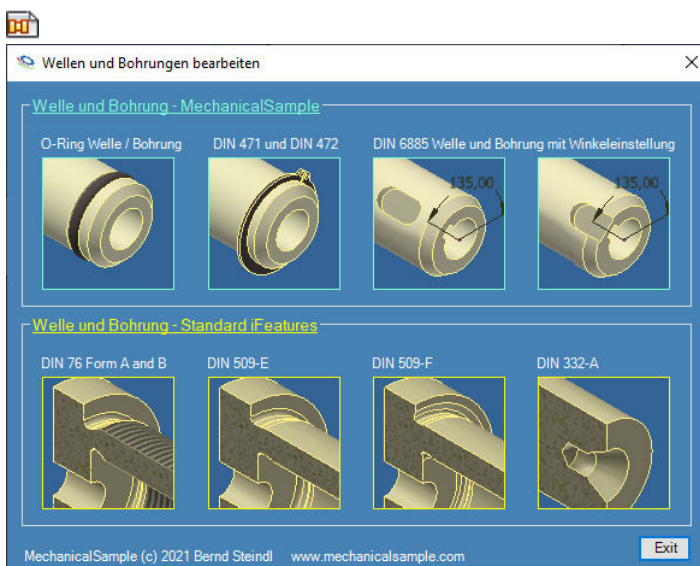 Wellen und Bohrungen bearbeiten
Welle und Bohrung - MechanicalSample
O-Ring Welle / Bohrung
DIN 471 und DIN 472
DIN 6885 Welle und Bohrung mit Winkeleinstellung
135,00
135,00
Welle und Bohrung - Standard iFeatures
DIN 76 Form A and B
DIN 509-E
DIN 509-F
DIN 332-A
MechanicalSample (c) 2021 Bernd Steindl www.mechanicalsample.com
Exit